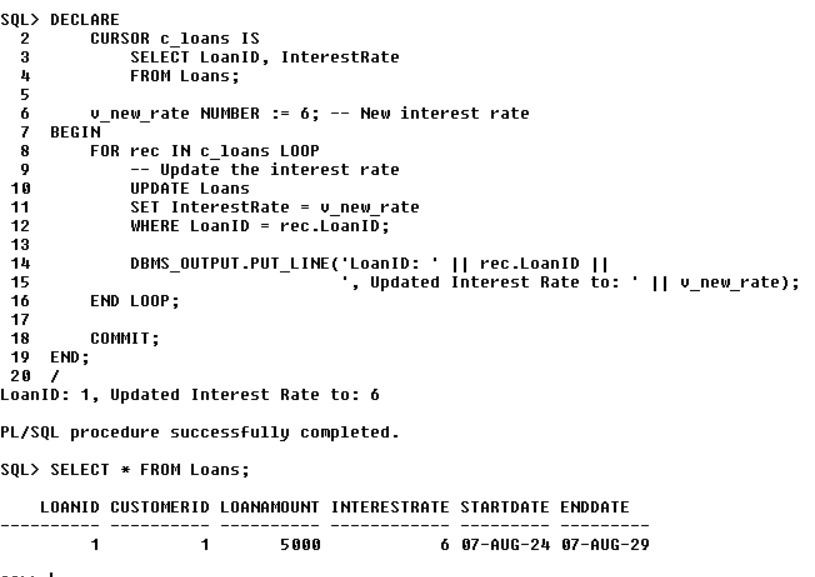 SQL> DECLARE
  2      CURSOR c_loans IS
  3          SELECT LoanID, InterestRate
  4          FROM Loans;
  5
  6      v_new_rate NUMBER := 6; -- New interest rate
  7  BEGIN
  8      FOR rec IN c_loans LOOP
  9          -- Update the interest rate
 10          UPDATE Loans
 11          SET InterestRate = v_new_rate
 12          WHERE LoanID = rec.LoanID;
 13
 14          DBMS_OUTPUT.PUT_LINE('LoanID: ' || rec.LoanID ||
 15                               ', Updated Interest Rate to: ' || v_new_rate);
 16      END LOOP;
 17
 18      COMMIT;
 19  END;
 20  /
LoanID: 1, Updated Interest Rate to: 6
PL/SQL procedure successfully completed.
SQL> SELECT * FROM Loans;
    LOANID CUSTOMERID LOANAMOUNT INTERESTRATE STARTDATE ENDDATE
---------- ---------- ---------- ------------ --------- ---------
         1          1       5000            6 07-AUG-24 07-AUG-29